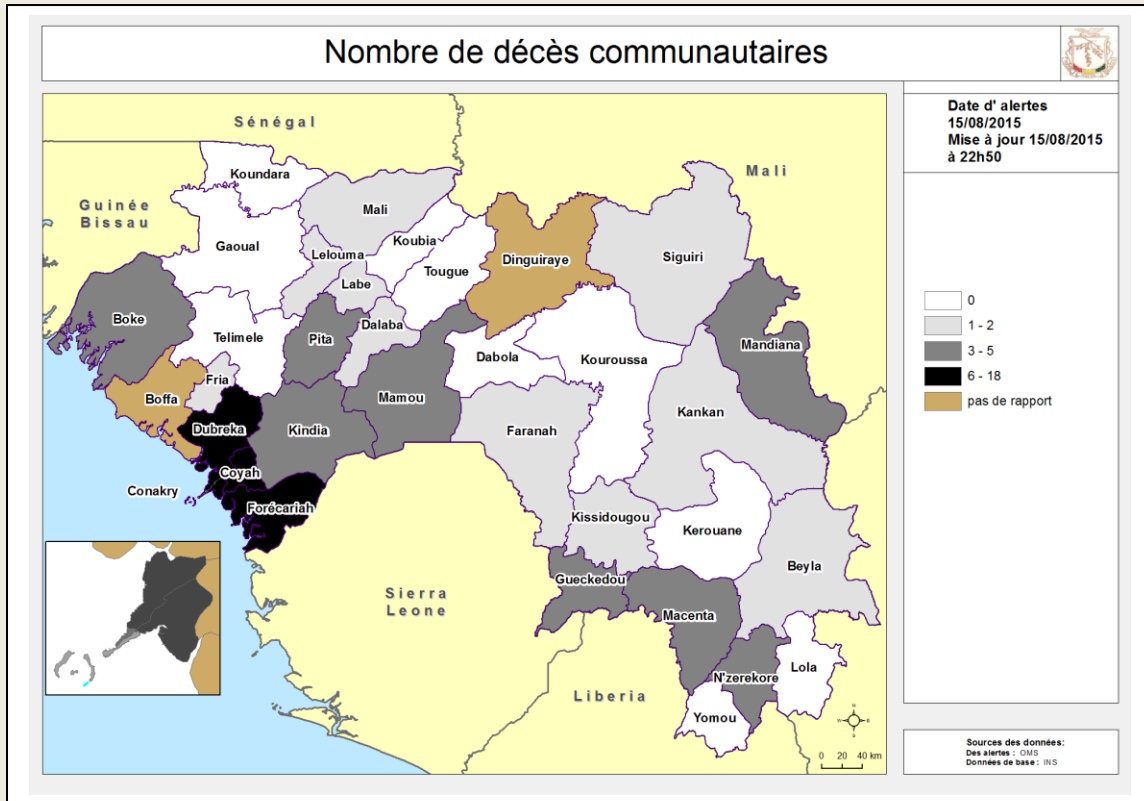 Nombre de décès communautaires
Date d' alertes
15/08/2015
Mise à jour 15/08/2015
à 22h50
0
1 - 2
3 - 5
6 - 18
pas de rapport
Sénégal
Mali
Guinée
Bissau
Koundara
Mali
Gaoual
Koubia
Lelouma
Tougue
Dinguiraye
Siguiri
Labe
Boke
Telimele
Pita
Dalaba
Dabola
Kouroussa
Mandiana
Fria
Boffa
Mamou
Kankan
Dubreka
Kindia
Faranah
Coyah
Conakry
Forécariah
Kissidougou
Kerouane
Beyla
Gueckedou
Sierra
Leone
Macenta
N'zerekore
Lola
Liberia
Yomou
N
W
E
S
0 20 40 km
Sources des données:
Des alertes : OMS
Données de base : INS